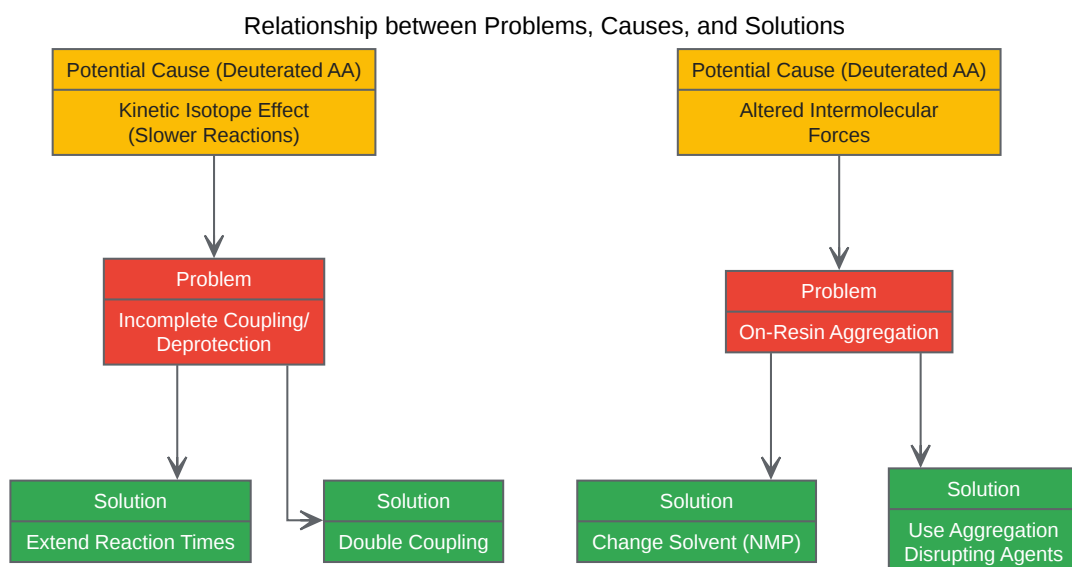 Relationship between Problems, Causes, and Solutions
Potential Cause (Deuterated AA)
Kinetic Isotope Effect
(Slower Reactions)
Potential Cause (Deuterated AA)
Altered Intermolecular
Forces
Problem
Incomplete Coupling/
Deprotection
Problem
On-Resin Aggregation
Solution
Extend Reaction Times
Solution
Double Coupling
Solution
Change Solvent (NMP)
Solution
Use Aggregation
Disrupting Agents